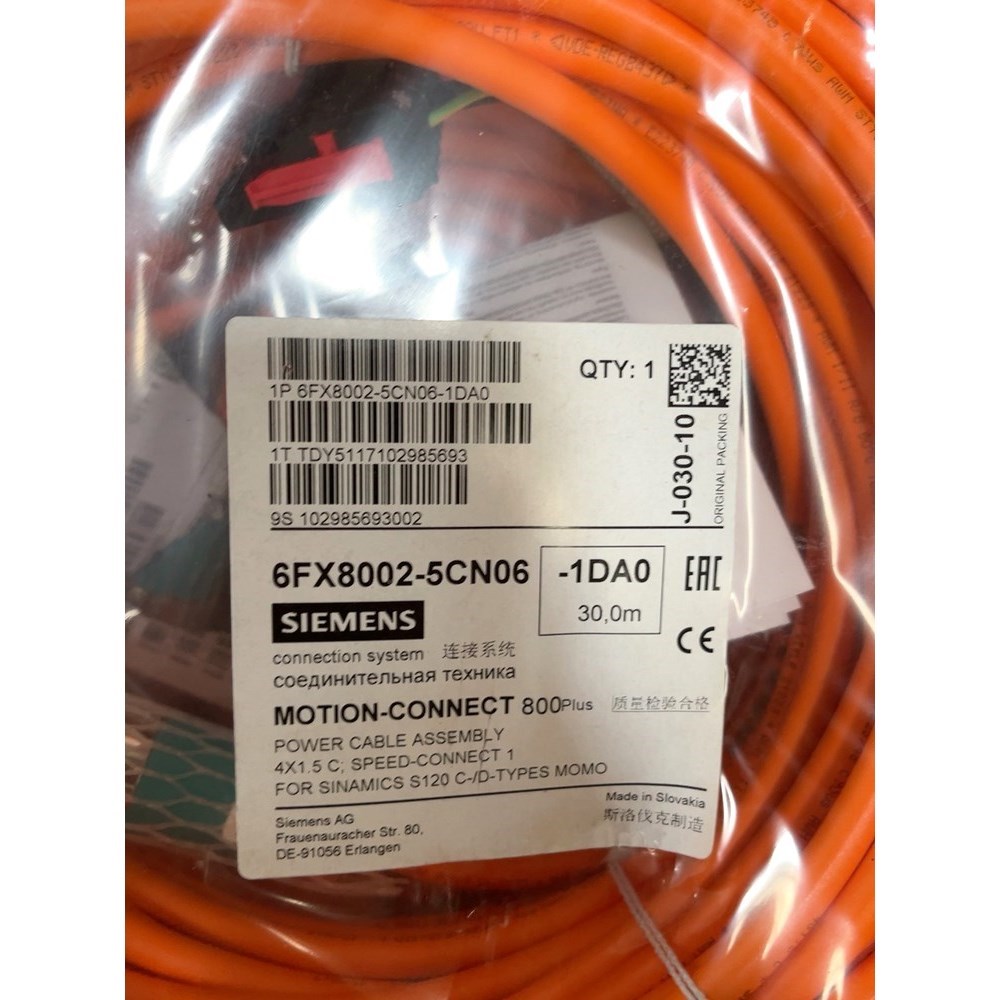 VDE-REG
1P 6FX8002-5CN06-1DA0
QTY: 1
1T TDY5117102985693
9S 102985693002
J-030-10
ORIGINAL PACKING
6FX8002-5CN06
-1DA0
30,0m
EAC
SIEMENS
CE
connection system 连接系统
соединительная техника
MOTION-CONNECT 800Plus
质量检验合格
POWER CABLE ASSEMBLY
4X1.5 C; SPEED-CONNECT 1
FOR SINAMICS S120 C-/D-TYPES MOMO
Siemens AG
Frauenauracher Str. 80,
DE-91056 Erlangen
Made in Slovakia
斯洛伐克制造